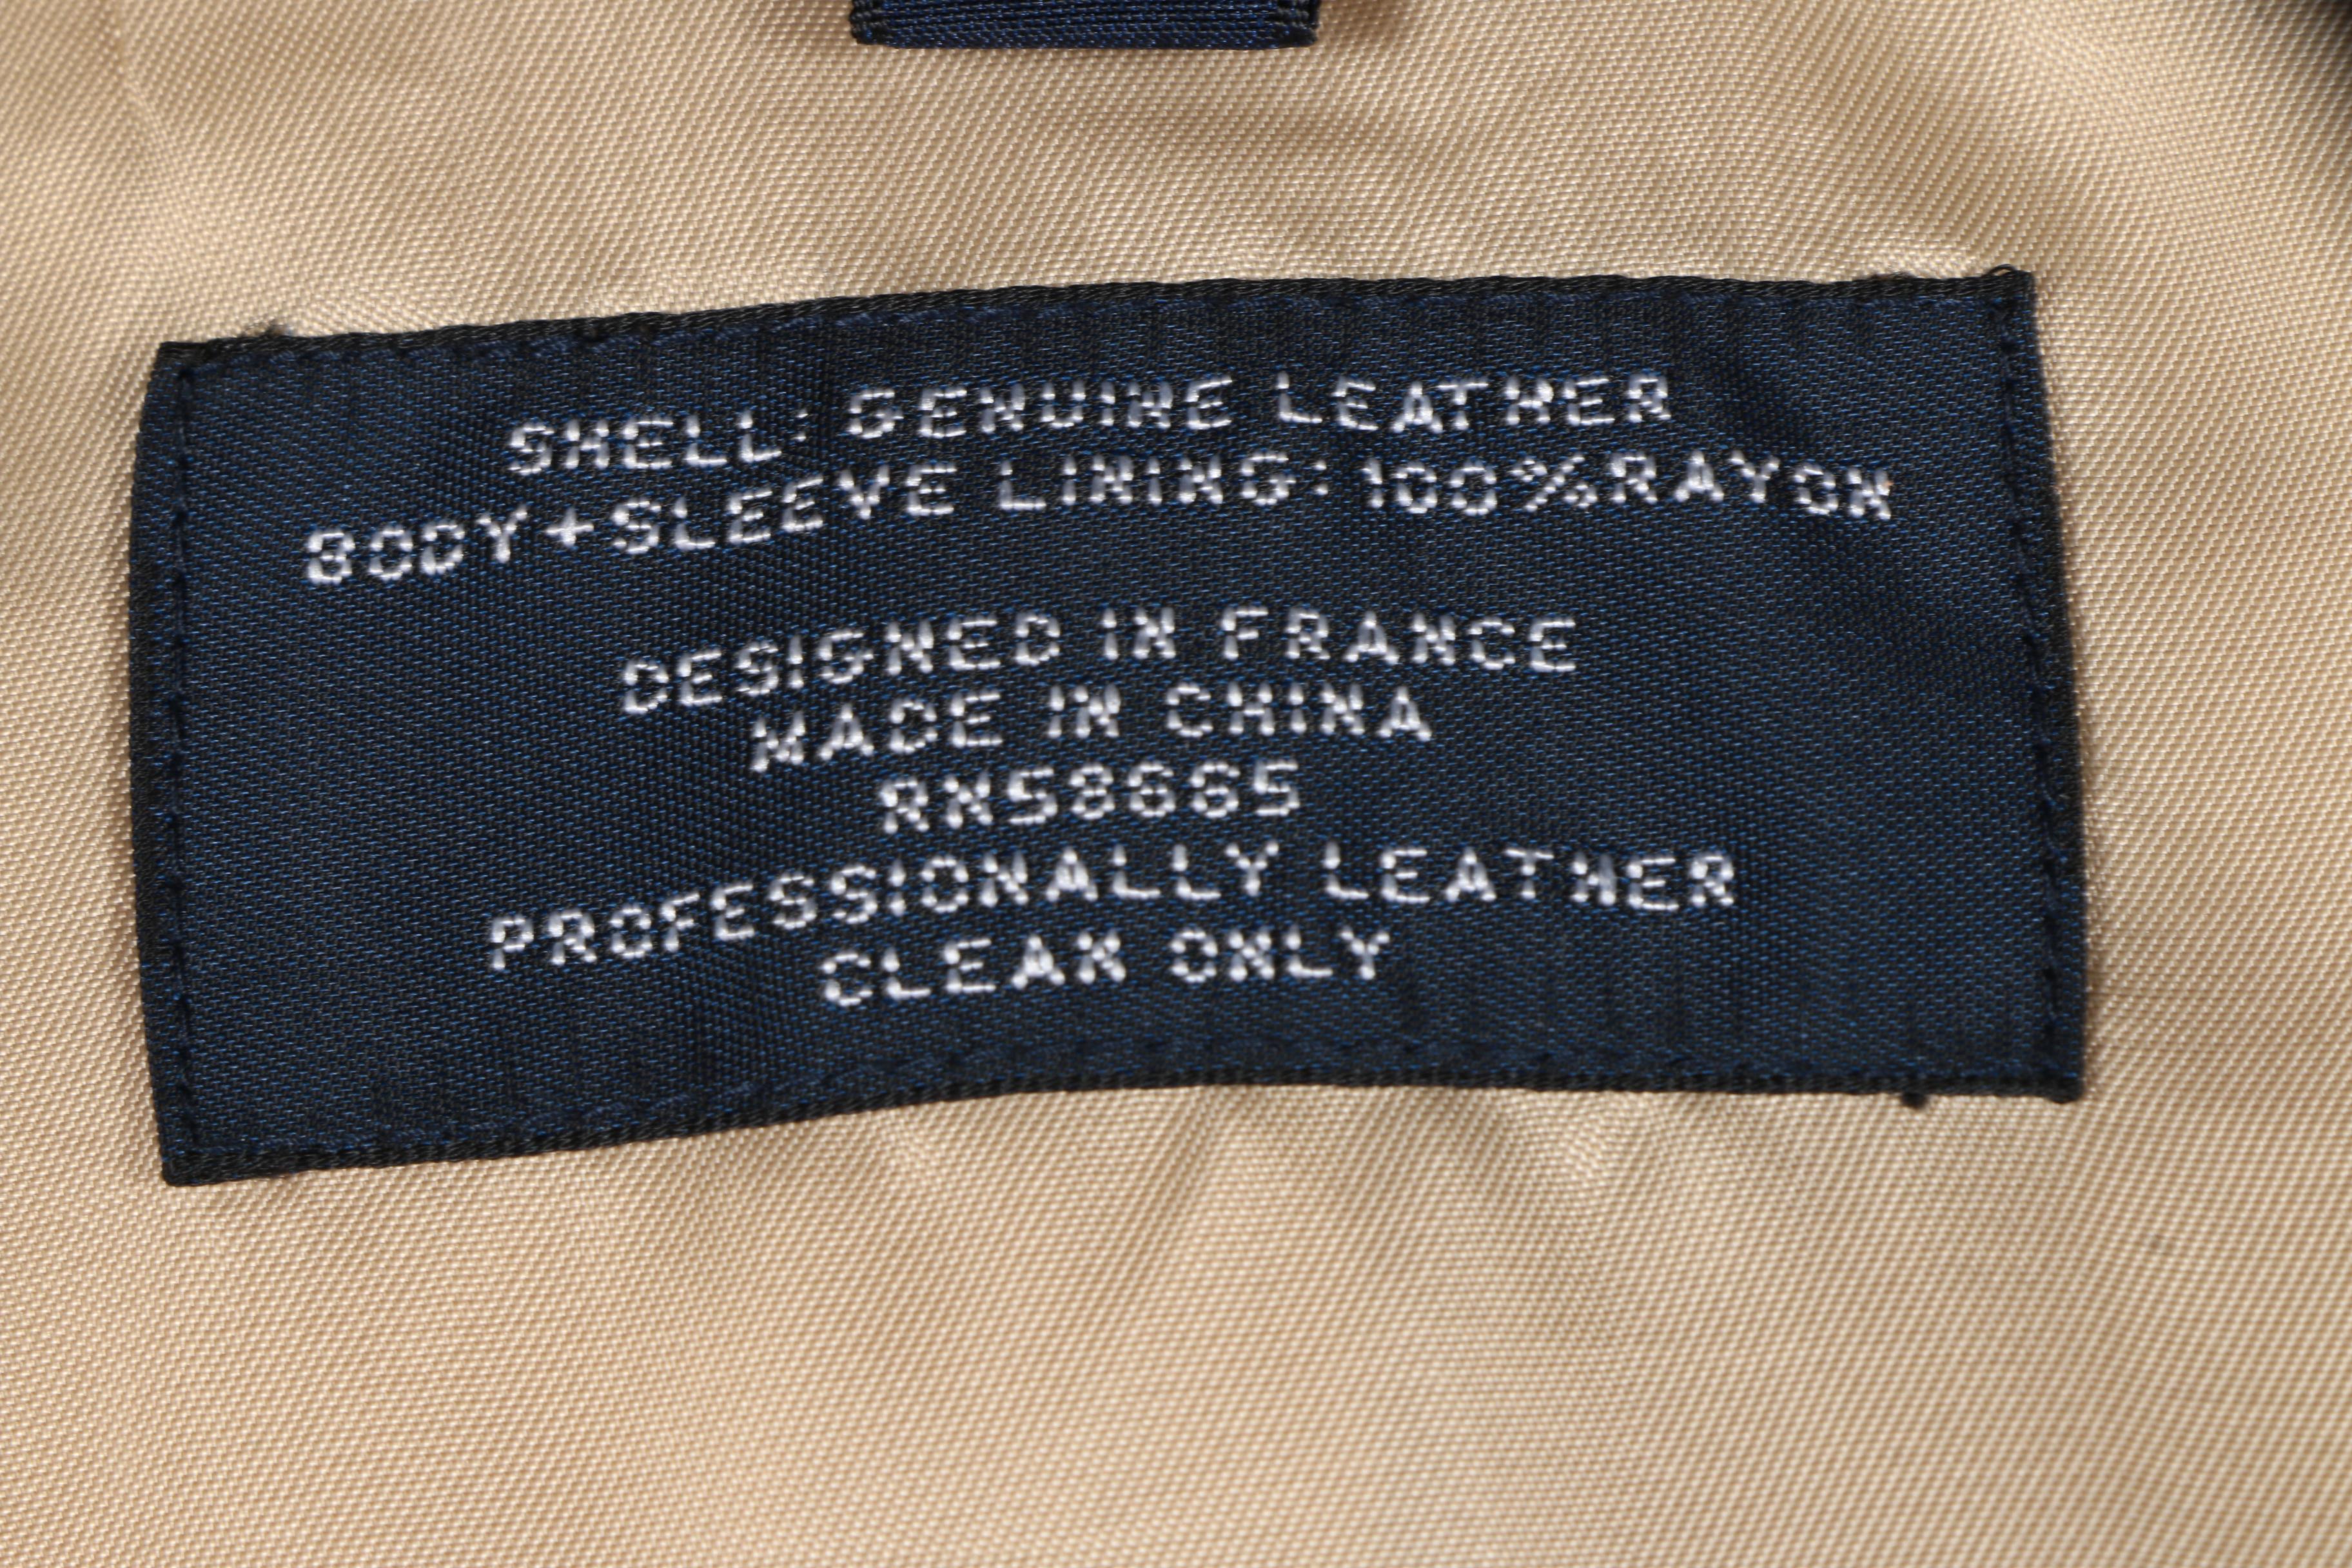 SHELL: GENUINE LEATHER
BODY+SLEEVE LINING: 100%RAYON
DESIGNED IN FRANCE
MADE IN CHINA
RN58665
PROFESSIONALLY LEATHER
CLEAN ONLY